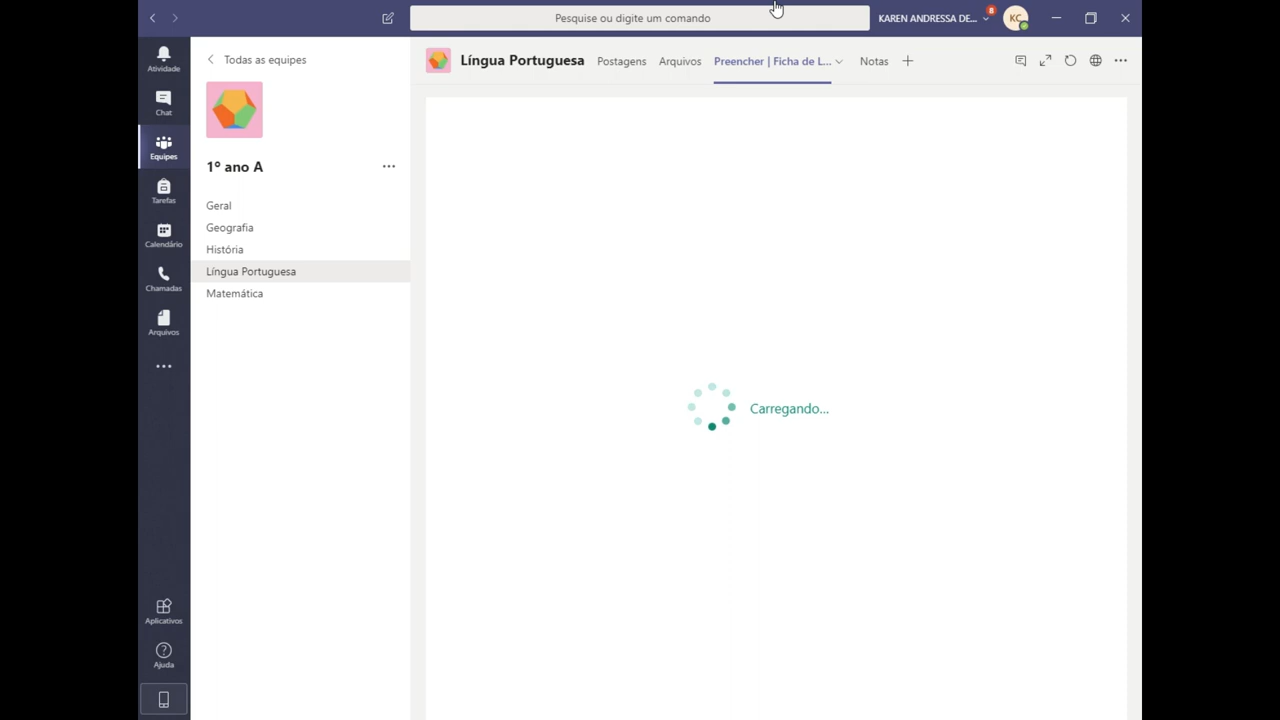 Pesquise ou digite um comando
KAREN ANDRESSA DE...
8
KC
Atividade
Chat
Equipes
Tarefas
Calendário
Chamadas
Arquivos
Aplicativos
Ajuda
Todas as equipes
1º ano A
Geral
Geografia
História
Língua Portuguesa
Matemática
Língua Portuguesa
Postagens
Arquivos
Preencher | Ficha de L...
Notas
Carregando...